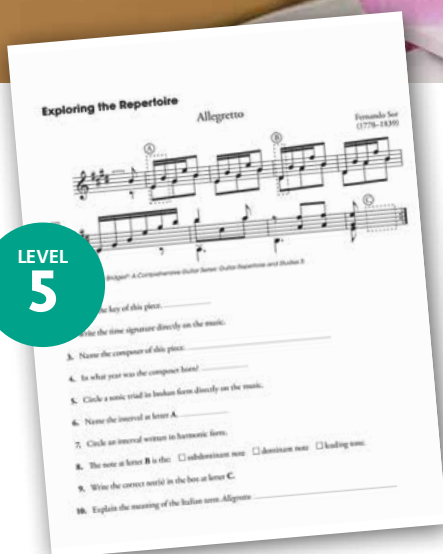 Exploring the Repertoire
Allegretto
Fernando Sor
(1778–1839)
A
B
C
LEVEL
5
Bridges® A Comprehensive Guitar Series: Guitar Repertoire and Studies 5
the key of this piece.
the time signature directly on the music.
3. Name the composer of this piece.
4. In what year was the composer born?
5. Circle a tonic triad in broken form directly on the music.
6. Name the interval at letter A.
7. Circle an interval written in harmonic form.
8. The note at letter B is the: ☐ subdominant note ☐ dominant note ☐ leading tone.
9. Write the correct rest(s) in the box at letter C.
10. Explain the meaning of the Italian term Allegretto.